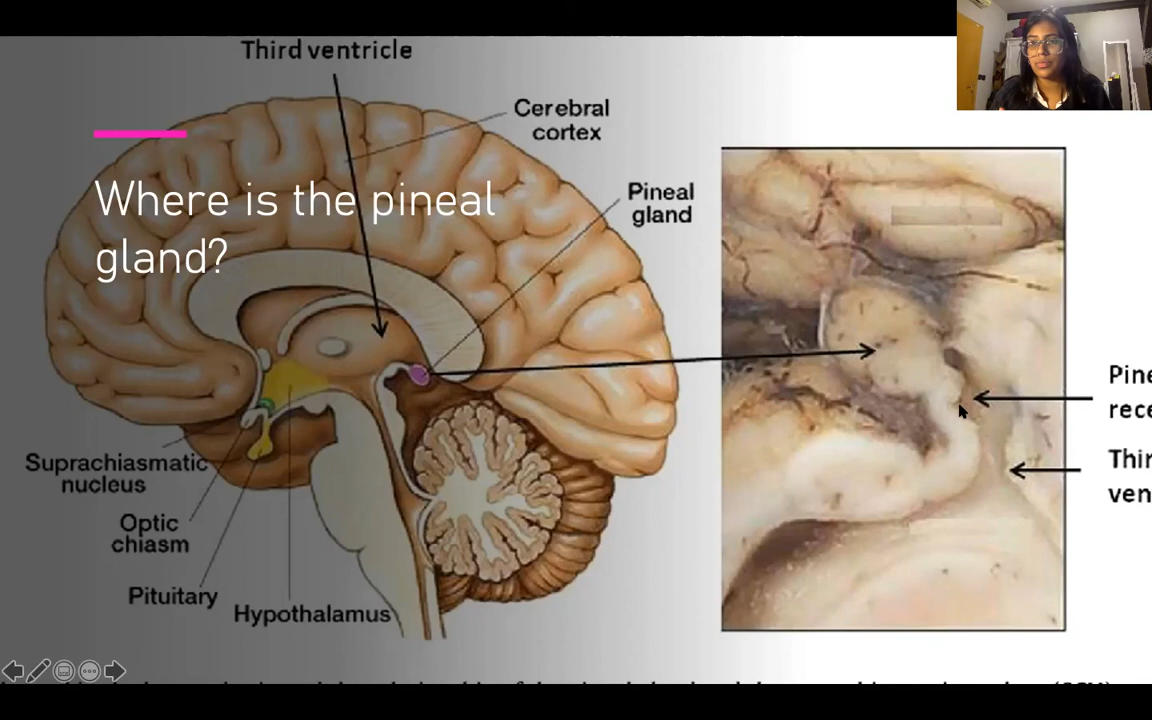 Third ventricle
Cerebral
cortex
Where is the pineal
gland?
Pineal
gland
Pine
rece
Thir
ven
Suprachiasmatic
nucleus
Optic
chiasm
Pituitary
Hypothalamus